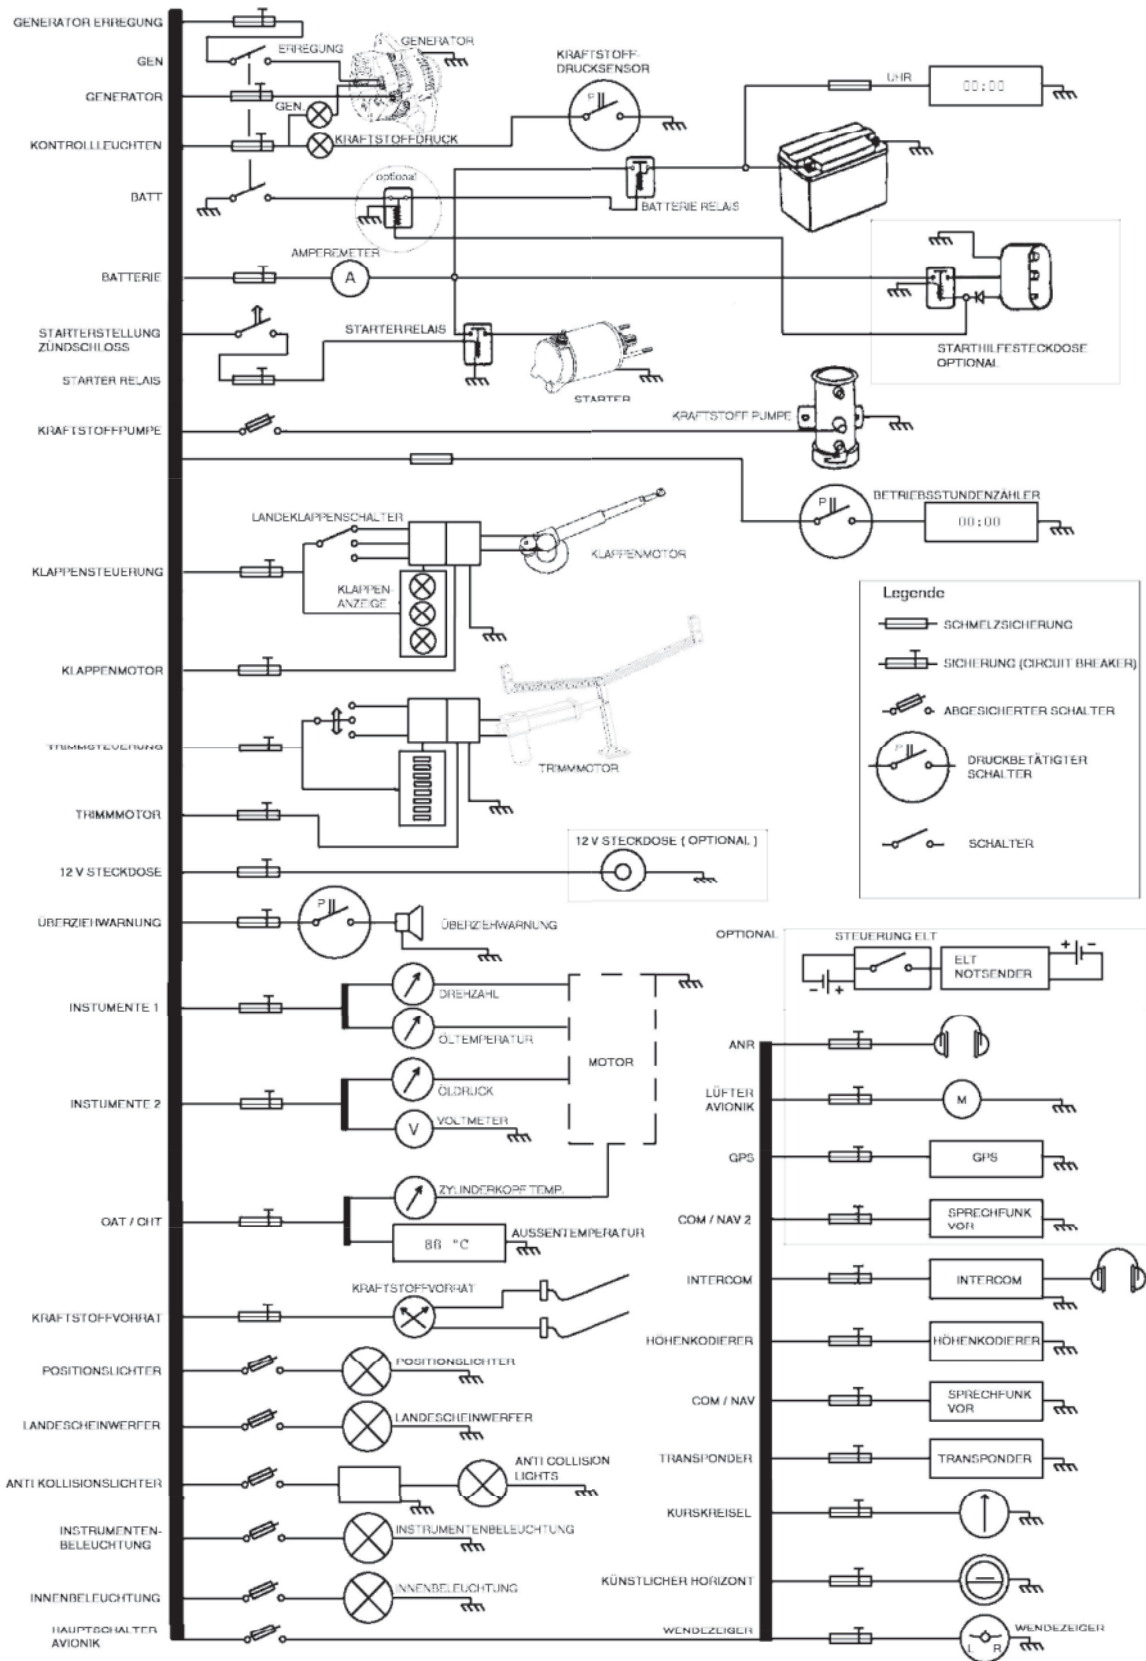 GENERATOR ERREGUNG
GEN
ERREGUNG
GENERATOR
GENERATOR
GEN.
KRAFTSTOFF-
DRUCKSENSOR
P
UHR
00:00
KONTROLLLEUCHTEN
KRAFTSTOFFDRUCK
BATT
optional
BATTERIE RELAIS
AMPEREMETER
BATTERIE
A
STARTERSTELLUNG
ZÜNDSCHLOSS
STARTERRELAIS
STARTHILFESTECKDOSE
OPTIONAL
STARTER RELAIS
STARTER
KRAFTSTOFFPUMPE
KRAFTSTOFF PUMPE
BETRIEBSSTUNDENZÄHLER
P
00:00
LANDEKLAPPENSCHALTER
KLAPPENMOTOR
KLAPPENSTEUERUNG
KLAPPEN-
ANZEIGE
KLAPPENMOTOR
Legende
SCHMELZSICHERUNG
SICHERUNG (CIRCUIT BREAKER)
ABGESICHERTER SCHALTER
P
DRUCKBETÄTIGTER
SCHALTER
SCHALTER
TRIMMSTEUERUNG
TRIMMMOTOR
TRIMMMOTOR
12 V STECKDOSE ( OPTIONAL )
12 V STECKDOSE
ÜBERZIEHWARNUNG
P
ÜBERZIEHWARNUNG
OPTIONAL
STEUERUNG ELT
- +
ELT
NOTSENDER
+ -
INSTUMENTE 1
DREHZAHL
ÖLTEMPERATUR
MOTOR
INSTUMENTE 2
ÖLDRUCK
V
VOLTMETER
OAT / CHT
ZYLINDERKOPF TEMP.
88 °C
AUSSENTEMPERATUR
KRAFTSTOFFVORRAT
KRAFTSTOFFVORRAT
POSITIONSLICHTER
POSITIONSLICHTER
LANDESCHEINWERFER
LANDESCHEINWERFER
ANTI KOLLISIONSLICHTER
ANTI COLLISION
LIGHTS
INSTRUMENTEN-
BELEUCHTUNG
INSTRUMENTENBELEUCHTUNG
INNENBELEUCHTUNG
INNENBELEUCHTUNG
HAUPTSCHALTER
AVIONIK
ANR
LÜFTER
AVIONIK
M
GPS
GPS
COM / NAV 2
SPRECHFUNK
VOR
INTERCOM
INTERCOM
HÖHENKODIERER
HÖHENKODIERER
COM / NAV
SPRECHFUNK
VOR
TRANSPONDER
TRANSPONDER
KURSKREISEL
KÜNSTLICHER HORIZONT
WENDEZEIGER
L R
WENDEZEIGER